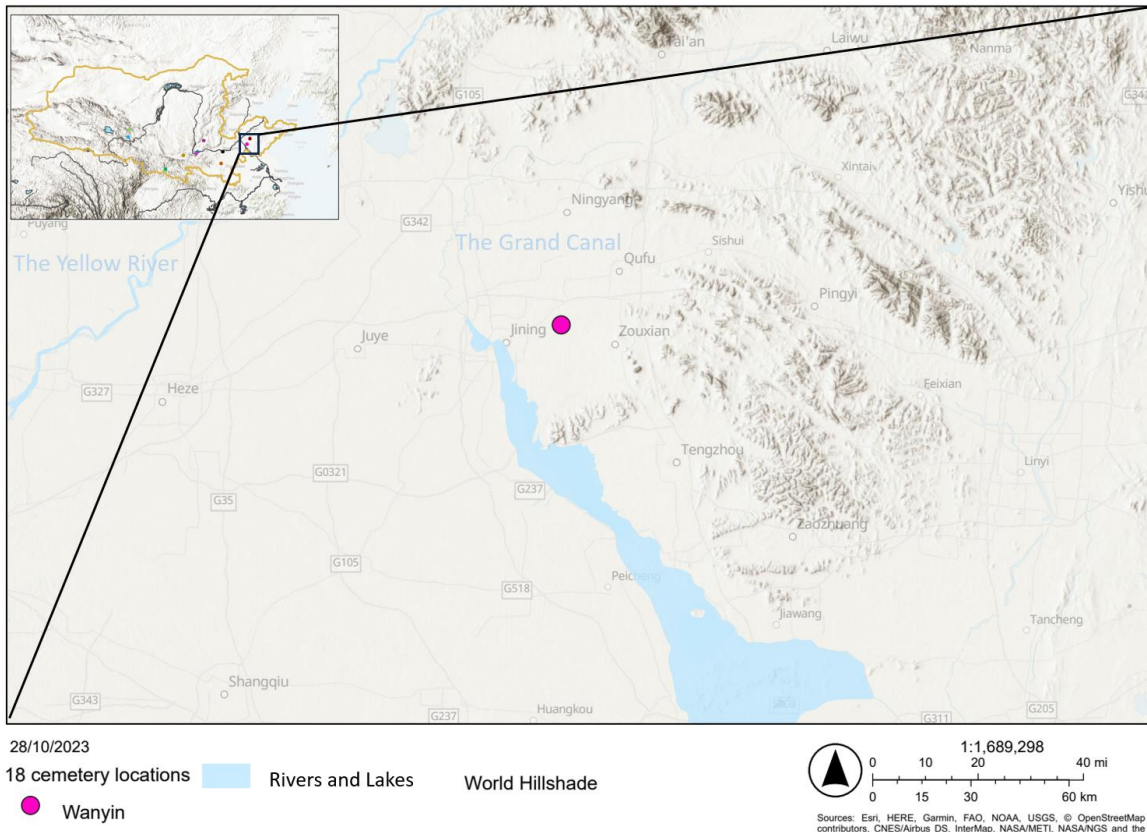 Tai'an
Laiwu
Nanma
G105
G34
Xintai
Yishu
Ningyang
G342
Puyang
The Grand Canal
Sishui
The Yellow River
Qufu
Pingyi
Jining
Zouxian
Juye
G327
Heze
Feixian
Tengzhou
Linyi
G0321
G237
G35
Zaozhuang
G105
G518
Peicheng
Jiawang
Tancheng
Shangqiu
G343
G237
Huangkou
G311
G205
28/10/2023
18 cemetery locations
Rivers and Lakes
World Hillshade
Wanyin
1:1,689,298
0 10 20 40 mi
0 15 30 60 km
Sources: Esri, HERE, Garmin, FAO, NOAA, USGS, © OpenStreetMap
contributors, CNES/Airbus DS, InterMap, NASA/METI, NASA/NGS and the